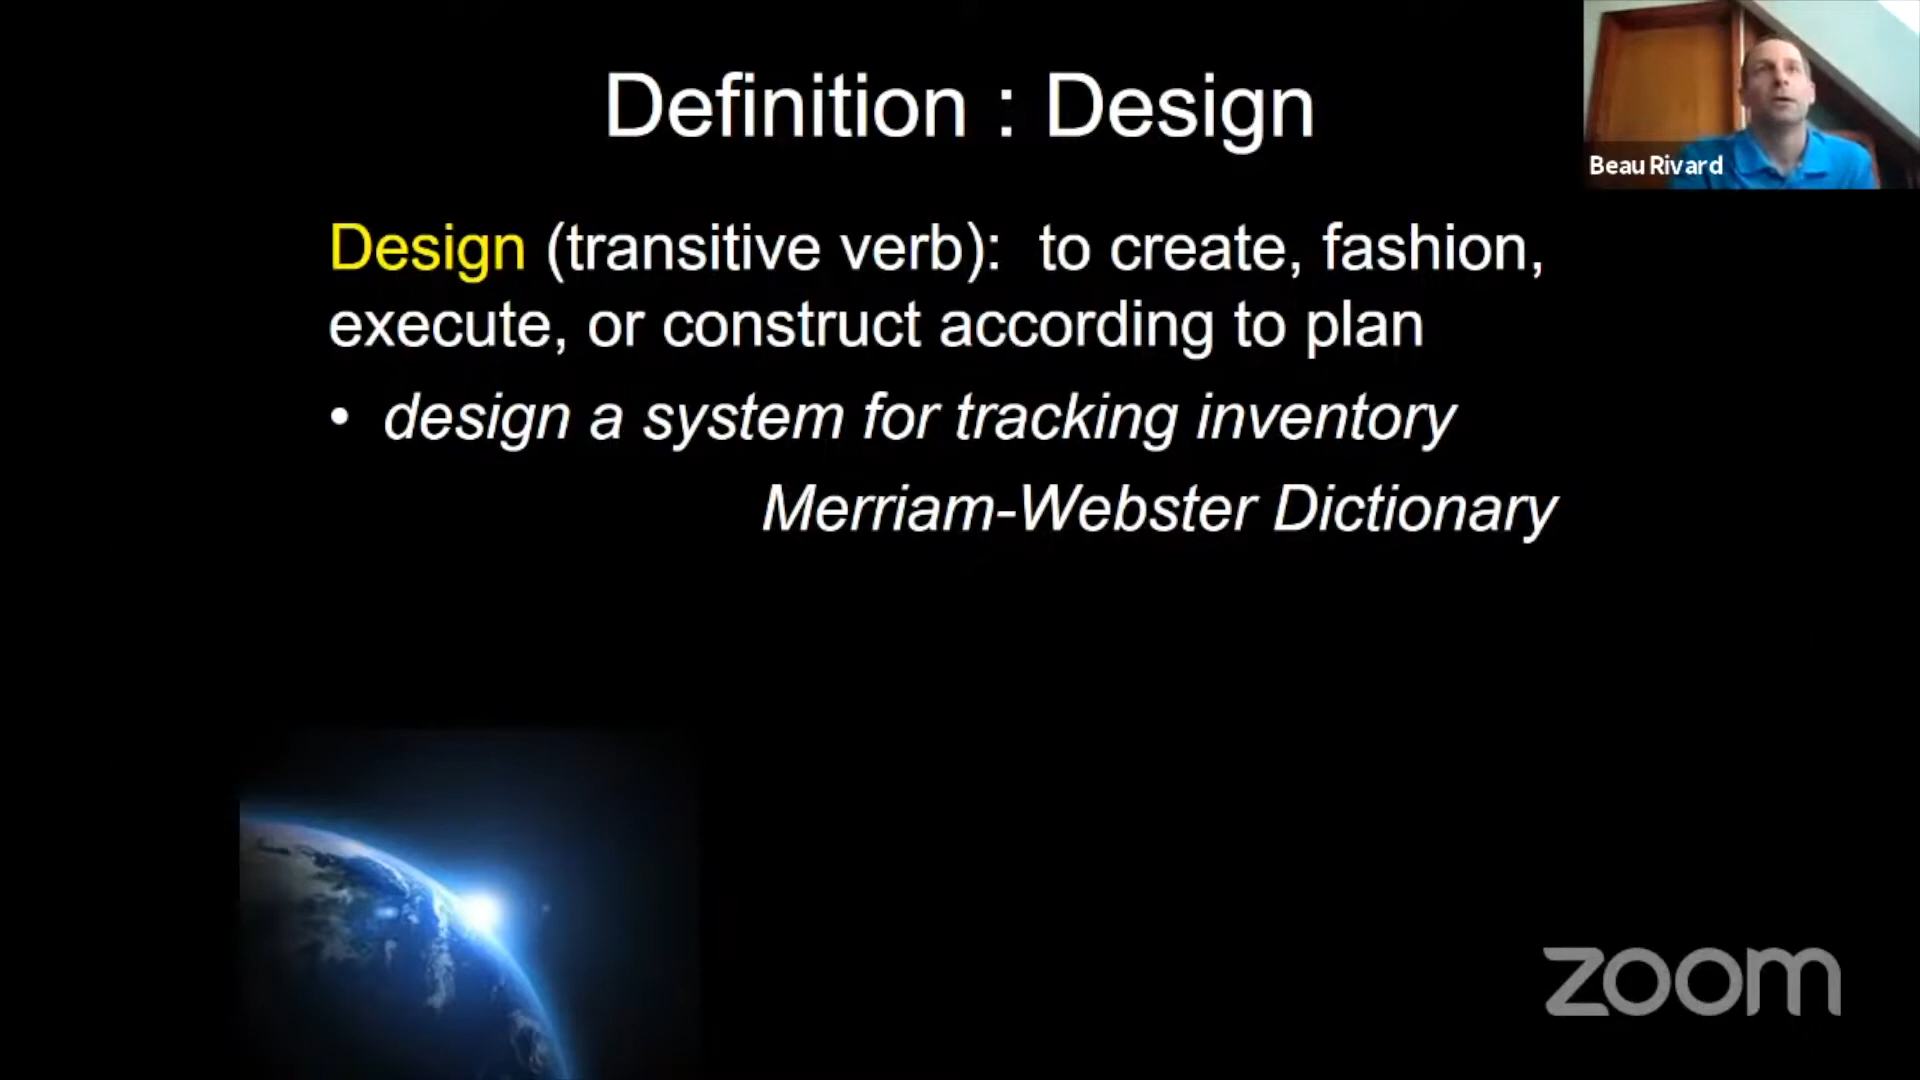 Definition : Design
Beau Rivard
Design (transitive verb): to create, fashion,
execute, or construct according to plan
• design a system for tracking inventory
Merriam-Webster Dictionary
zoom